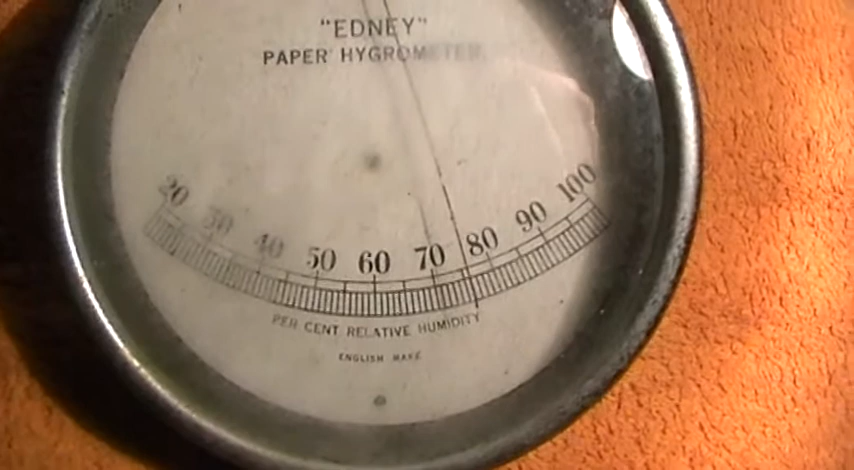 "EDNEY"
PAPER HYGROMETER
20 30 40 50 60 70 80 90 100
PER CENT RELATIVE HUMIDITY
ENGLISH MAKE